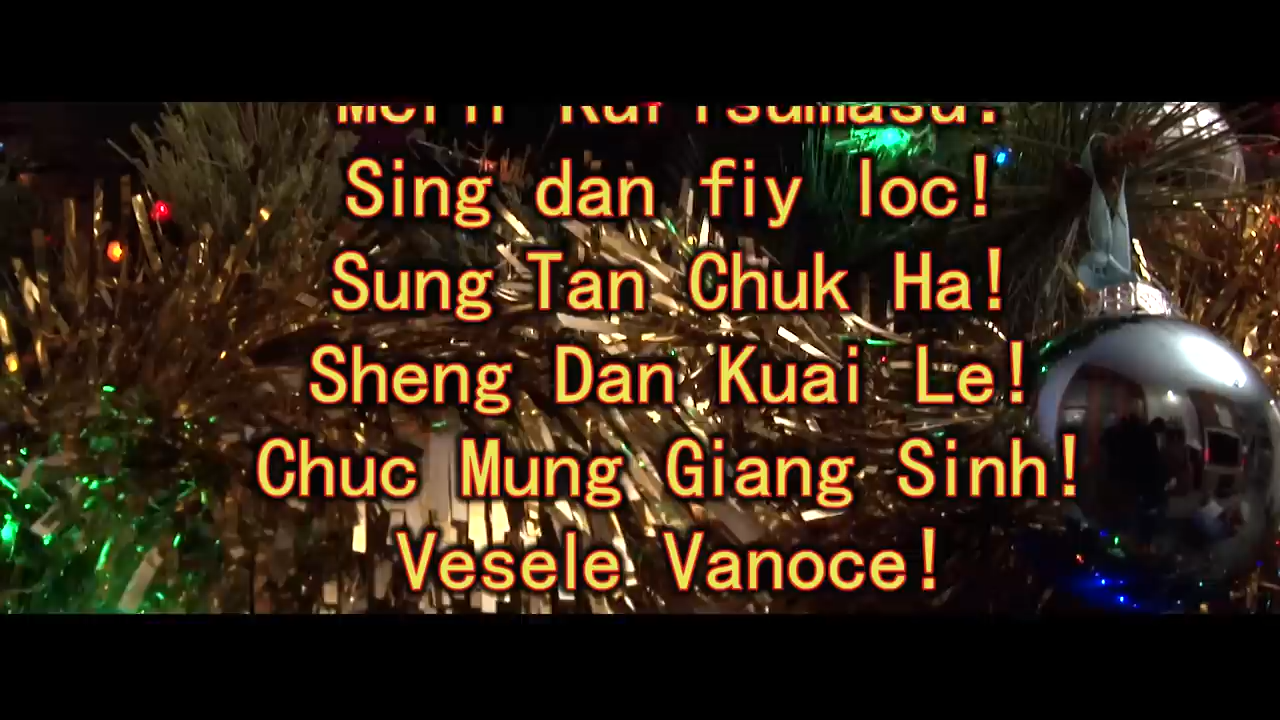 Sing dan fiy loc!
Sung Tan Chuk Ha!
Sheng Dan Kuai Le!
Chuc Mung Giang Sinh!
Vesele Vanoce!